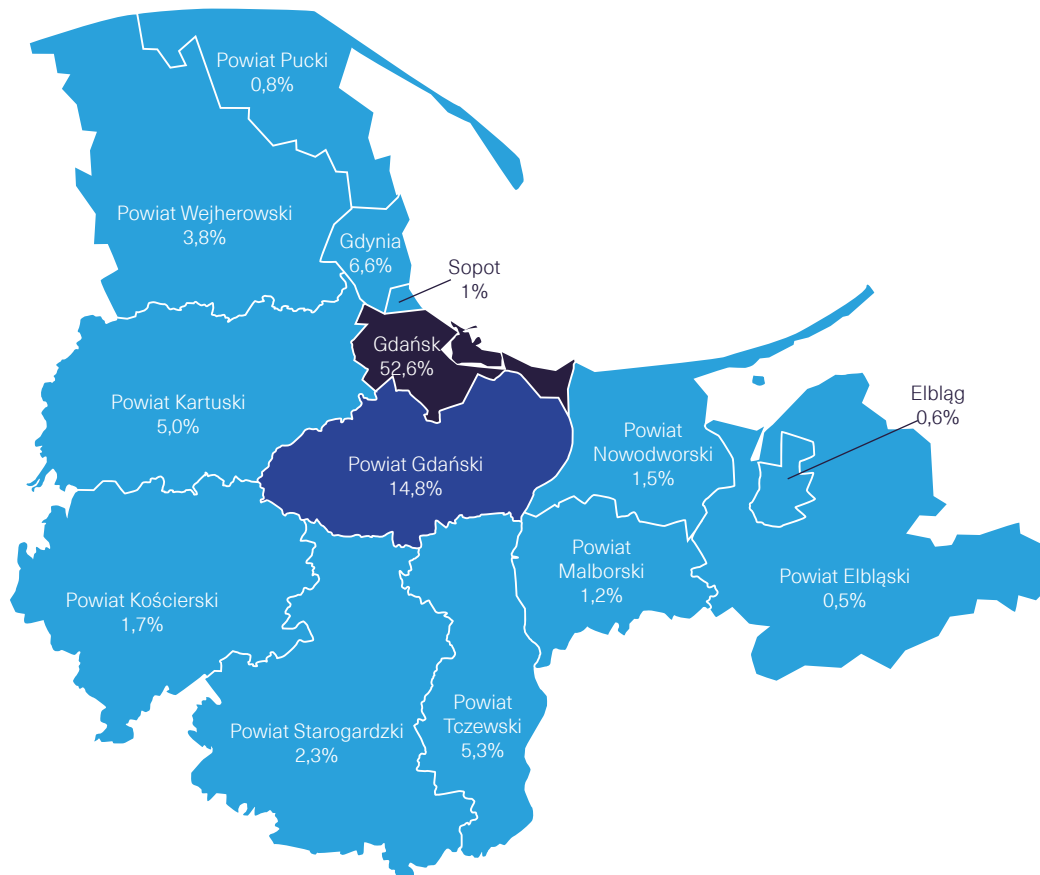 Powiat Pucki
0,8%
Powiat Wejherowski
3,8%
Gdynia
6,6%
Sopot
1%
Gdańsk
52,6%
Powiat Kartuski
5,0%
Powiat Gdański
14,8%
Powiat
Nowodworski
1,5%
Elbląg
0,6%
Powiat
Malborski
1,2%
Powiat Elbląski
0,5%
Powiat Kościerski
1,7%
Powiat Starogardzki
2,3%
Powiat
Tczewski
5,3%